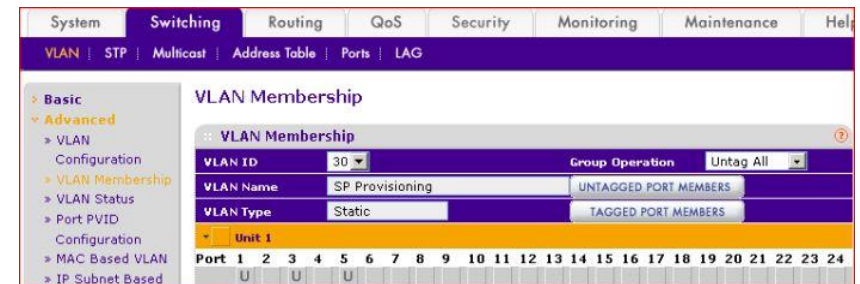 System Switching Routing QoS Security Monitoring Maintenance Help
VLAN | STP | Multicast | Address Table | Ports | LAG
Basic
Advanced
» VLAN
Configuration
» VLAN Membership
» VLAN Status
» Port PVID
Configuration
» MAC Based VLAN
» IP Subnet Based
VLAN Membership
VLAN Membership ?
VLAN ID 30 Group Operation Untag All
VLAN Name SP Provisioning UNTAGGED PORT MEMBERS
VLAN Type Static TAGGED PORT MEMBERS
Unit 1
Port 1 2 3 4 5 6 7 8 9 10 11 12 13 14 15 16 17 18 19 20 21 22 23 24
U U U